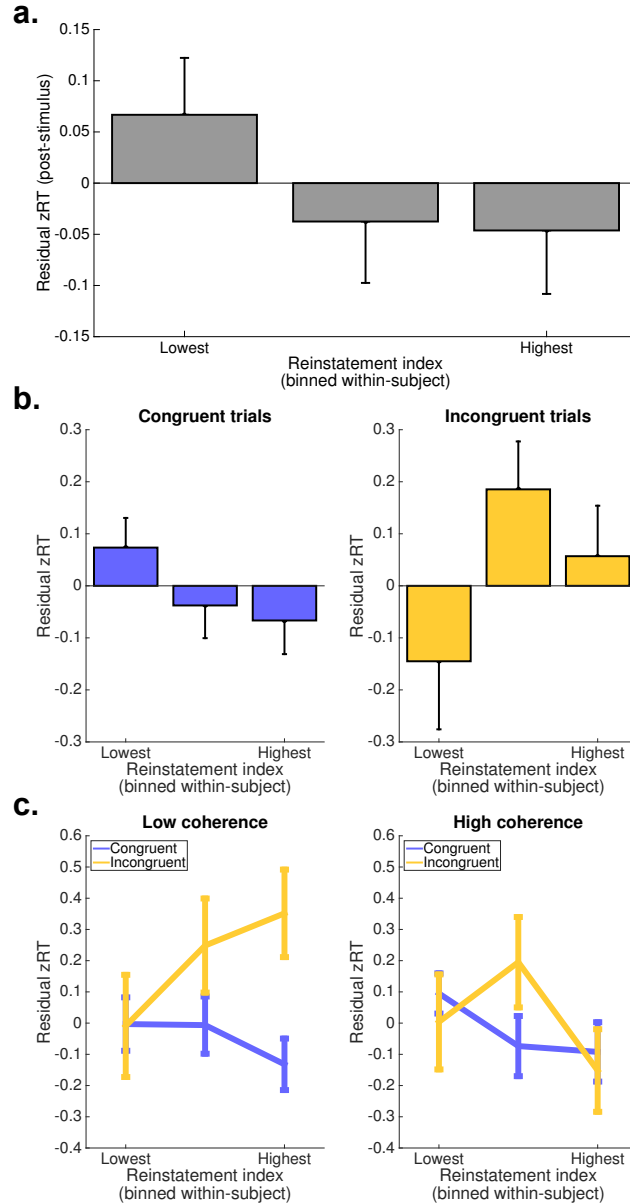 a.
0.15
0.1
0.05
0
-0.05
-0.1
0.15
Residual zRT (post-stimulus)
Lowest
Highest
Reinstatement index
(binned within-subject)
b.
Congruent trials
0.3
0.2
0.1
0
-0.1
-0.2
-0.3
Residual zRT
Lowest
Highest
Reinstatement index
(binned within-subject)
Incongruent trials
0.3
0.2
0.1
0
-0.1
-0.2
-0.3
Residual zRT
Lowest
Highest
Reinstatement index
(binned within-subject)
c.
Low coherence
Congruent
Incongruent
0.6
0.5
0.4
0.3
0.2
0.1
0
-0.1
-0.2
-0.3
-0.4
Residual zRT
Lowest
Highest
Reinstatement index
(binned within-subject)
High coherence
Congruent
Incongruent
0.6
0.5
0.4
0.3
0.2
0.1
0
-0.1
-0.2
-0.3
-0.4
Residual zRT
Lowest
Highest
Reinstatement index
(binned within-subject)